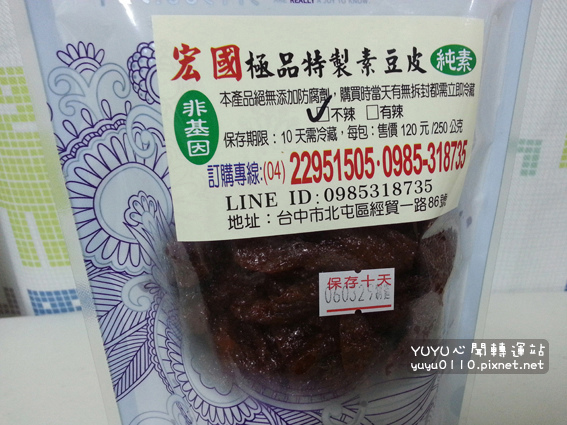 REALLY
宏國極品特製素豆皮 純素
非基因
本產品絕無添加防腐劑,購買時當天有無拆封都需立即冷藏
☑不辣 □有辣
保存期限:10天需冷藏,每包:售價120元/250公克
訂購專線:(04)22951505·0985-318735
LINE ID:0985318735
地址:台中市北屯區經貿一路86號
保存十天
060329
YUYU心闆轉運站
yuyu0110.pixnet.net